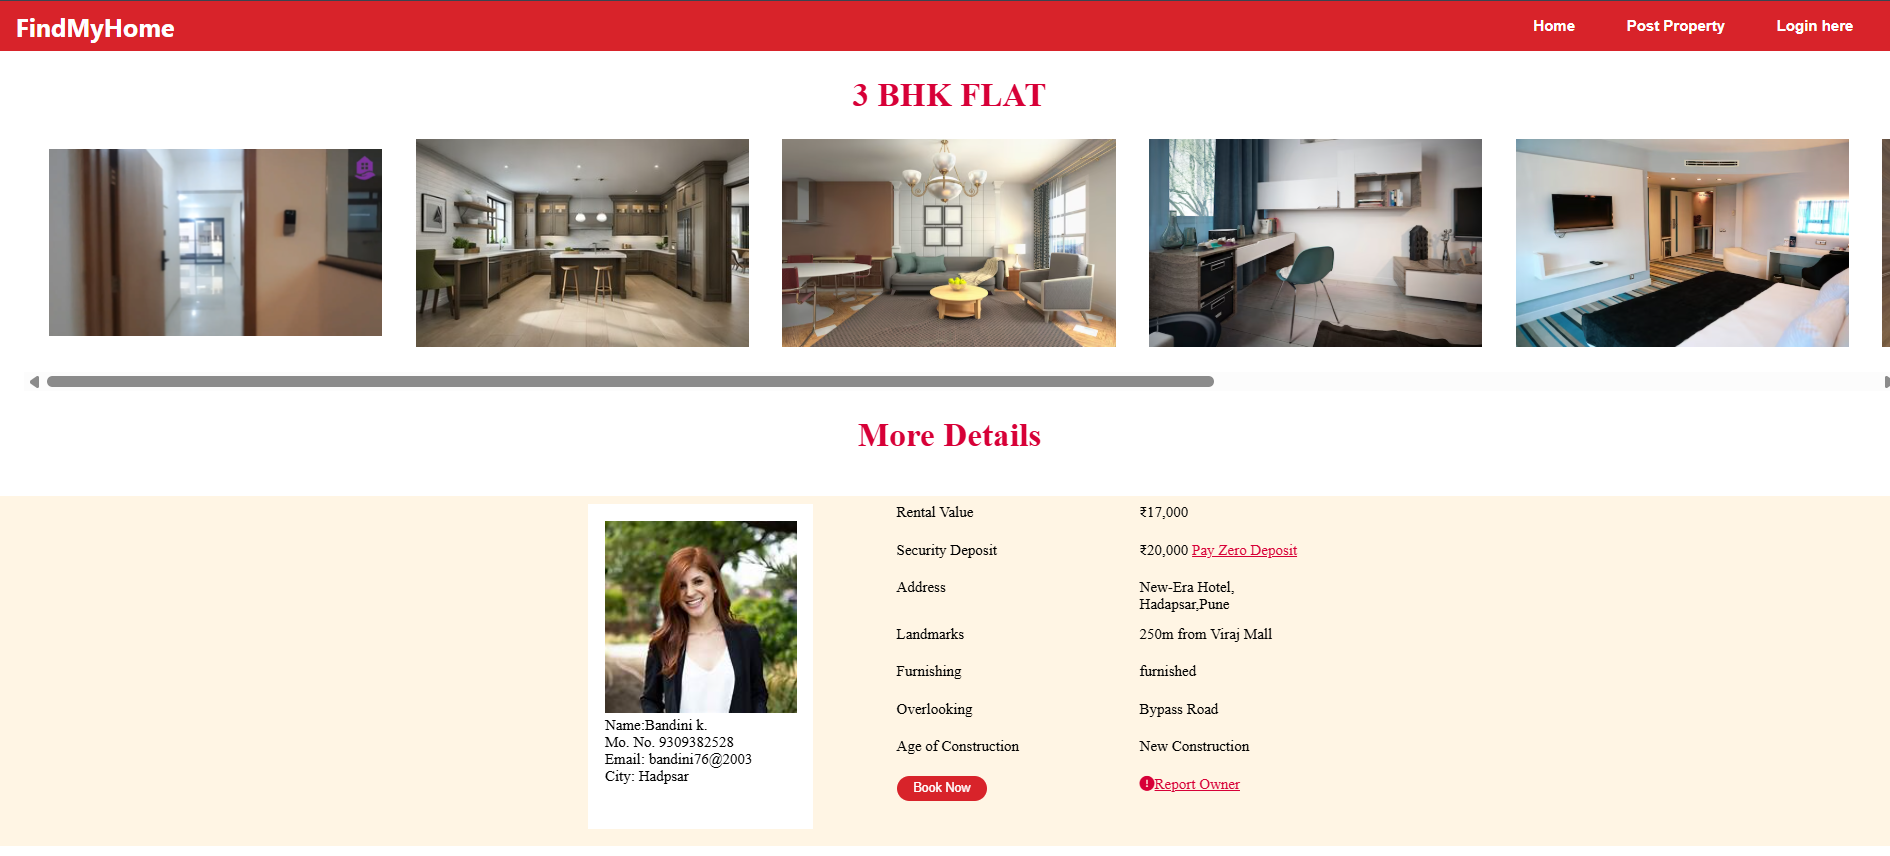 FindMyHome
Home
Post Property
Login here
3 BHK FLAT
More Details
Name:Bandini k.
Mo. No. 9309382528
Email: bandini76@2003
City: Hadpsar
Rental Value
₹17,000
Security Deposit
₹20,000 Pay Zero Deposit
Address
New-Era Hotel,
Hadapsar,Pune
Landmarks
250m from Viraj Mall
Furnishing
furnished
Overlooking
Bypass Road
Age of Construction
New Construction
Book Now
Report Owner